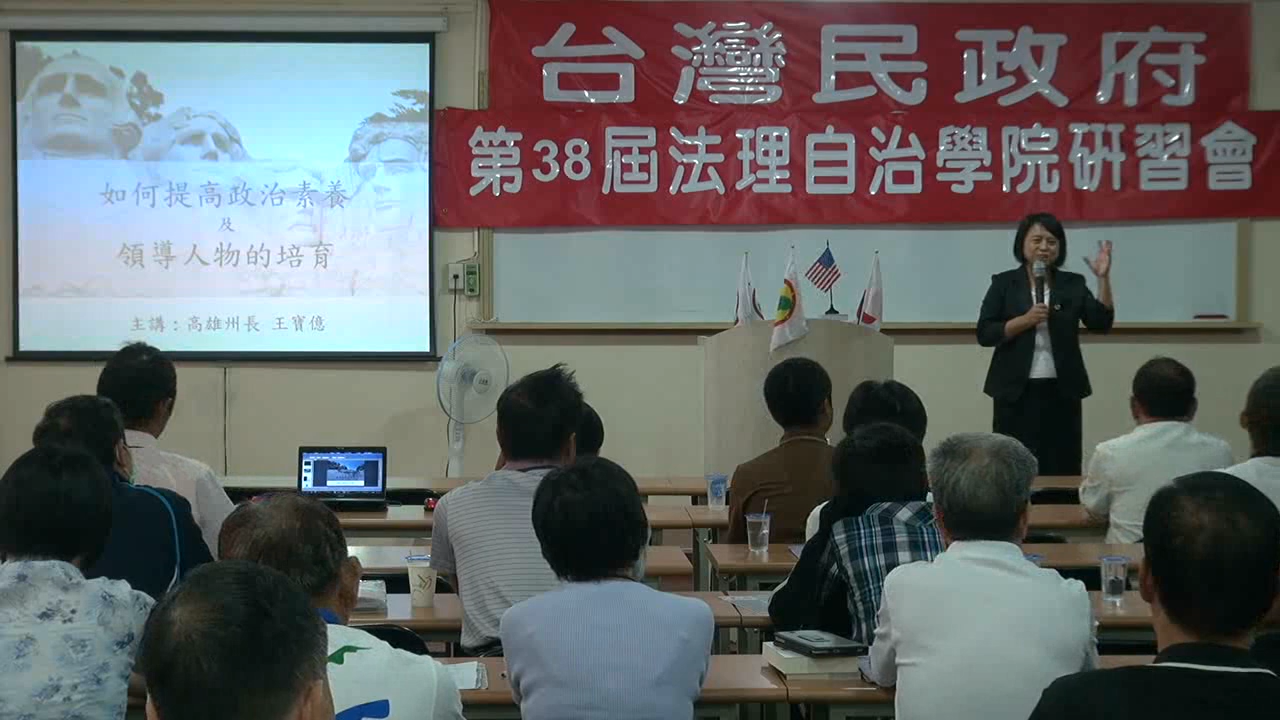 台灣民政府
第38屆法理自治學院研習會
如何提高政治素養
及
領導人物的培育
主講：高雄州長 王寶億